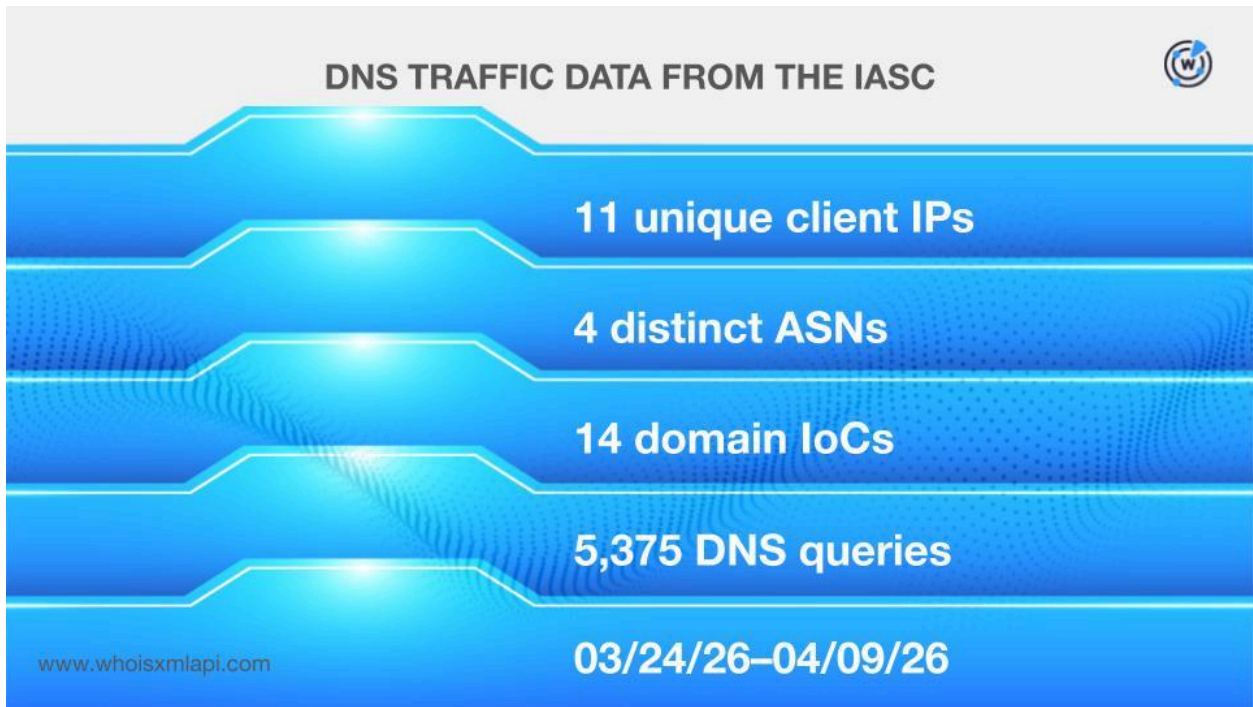 DNS TRAFFIC DATA FROM THE IASC
W
11 unique client IPs
4 distinct ASNs
14 domain IoCs
5,375 DNS queries
03/24/26–04/09/26
www.whoisxmlapi.com